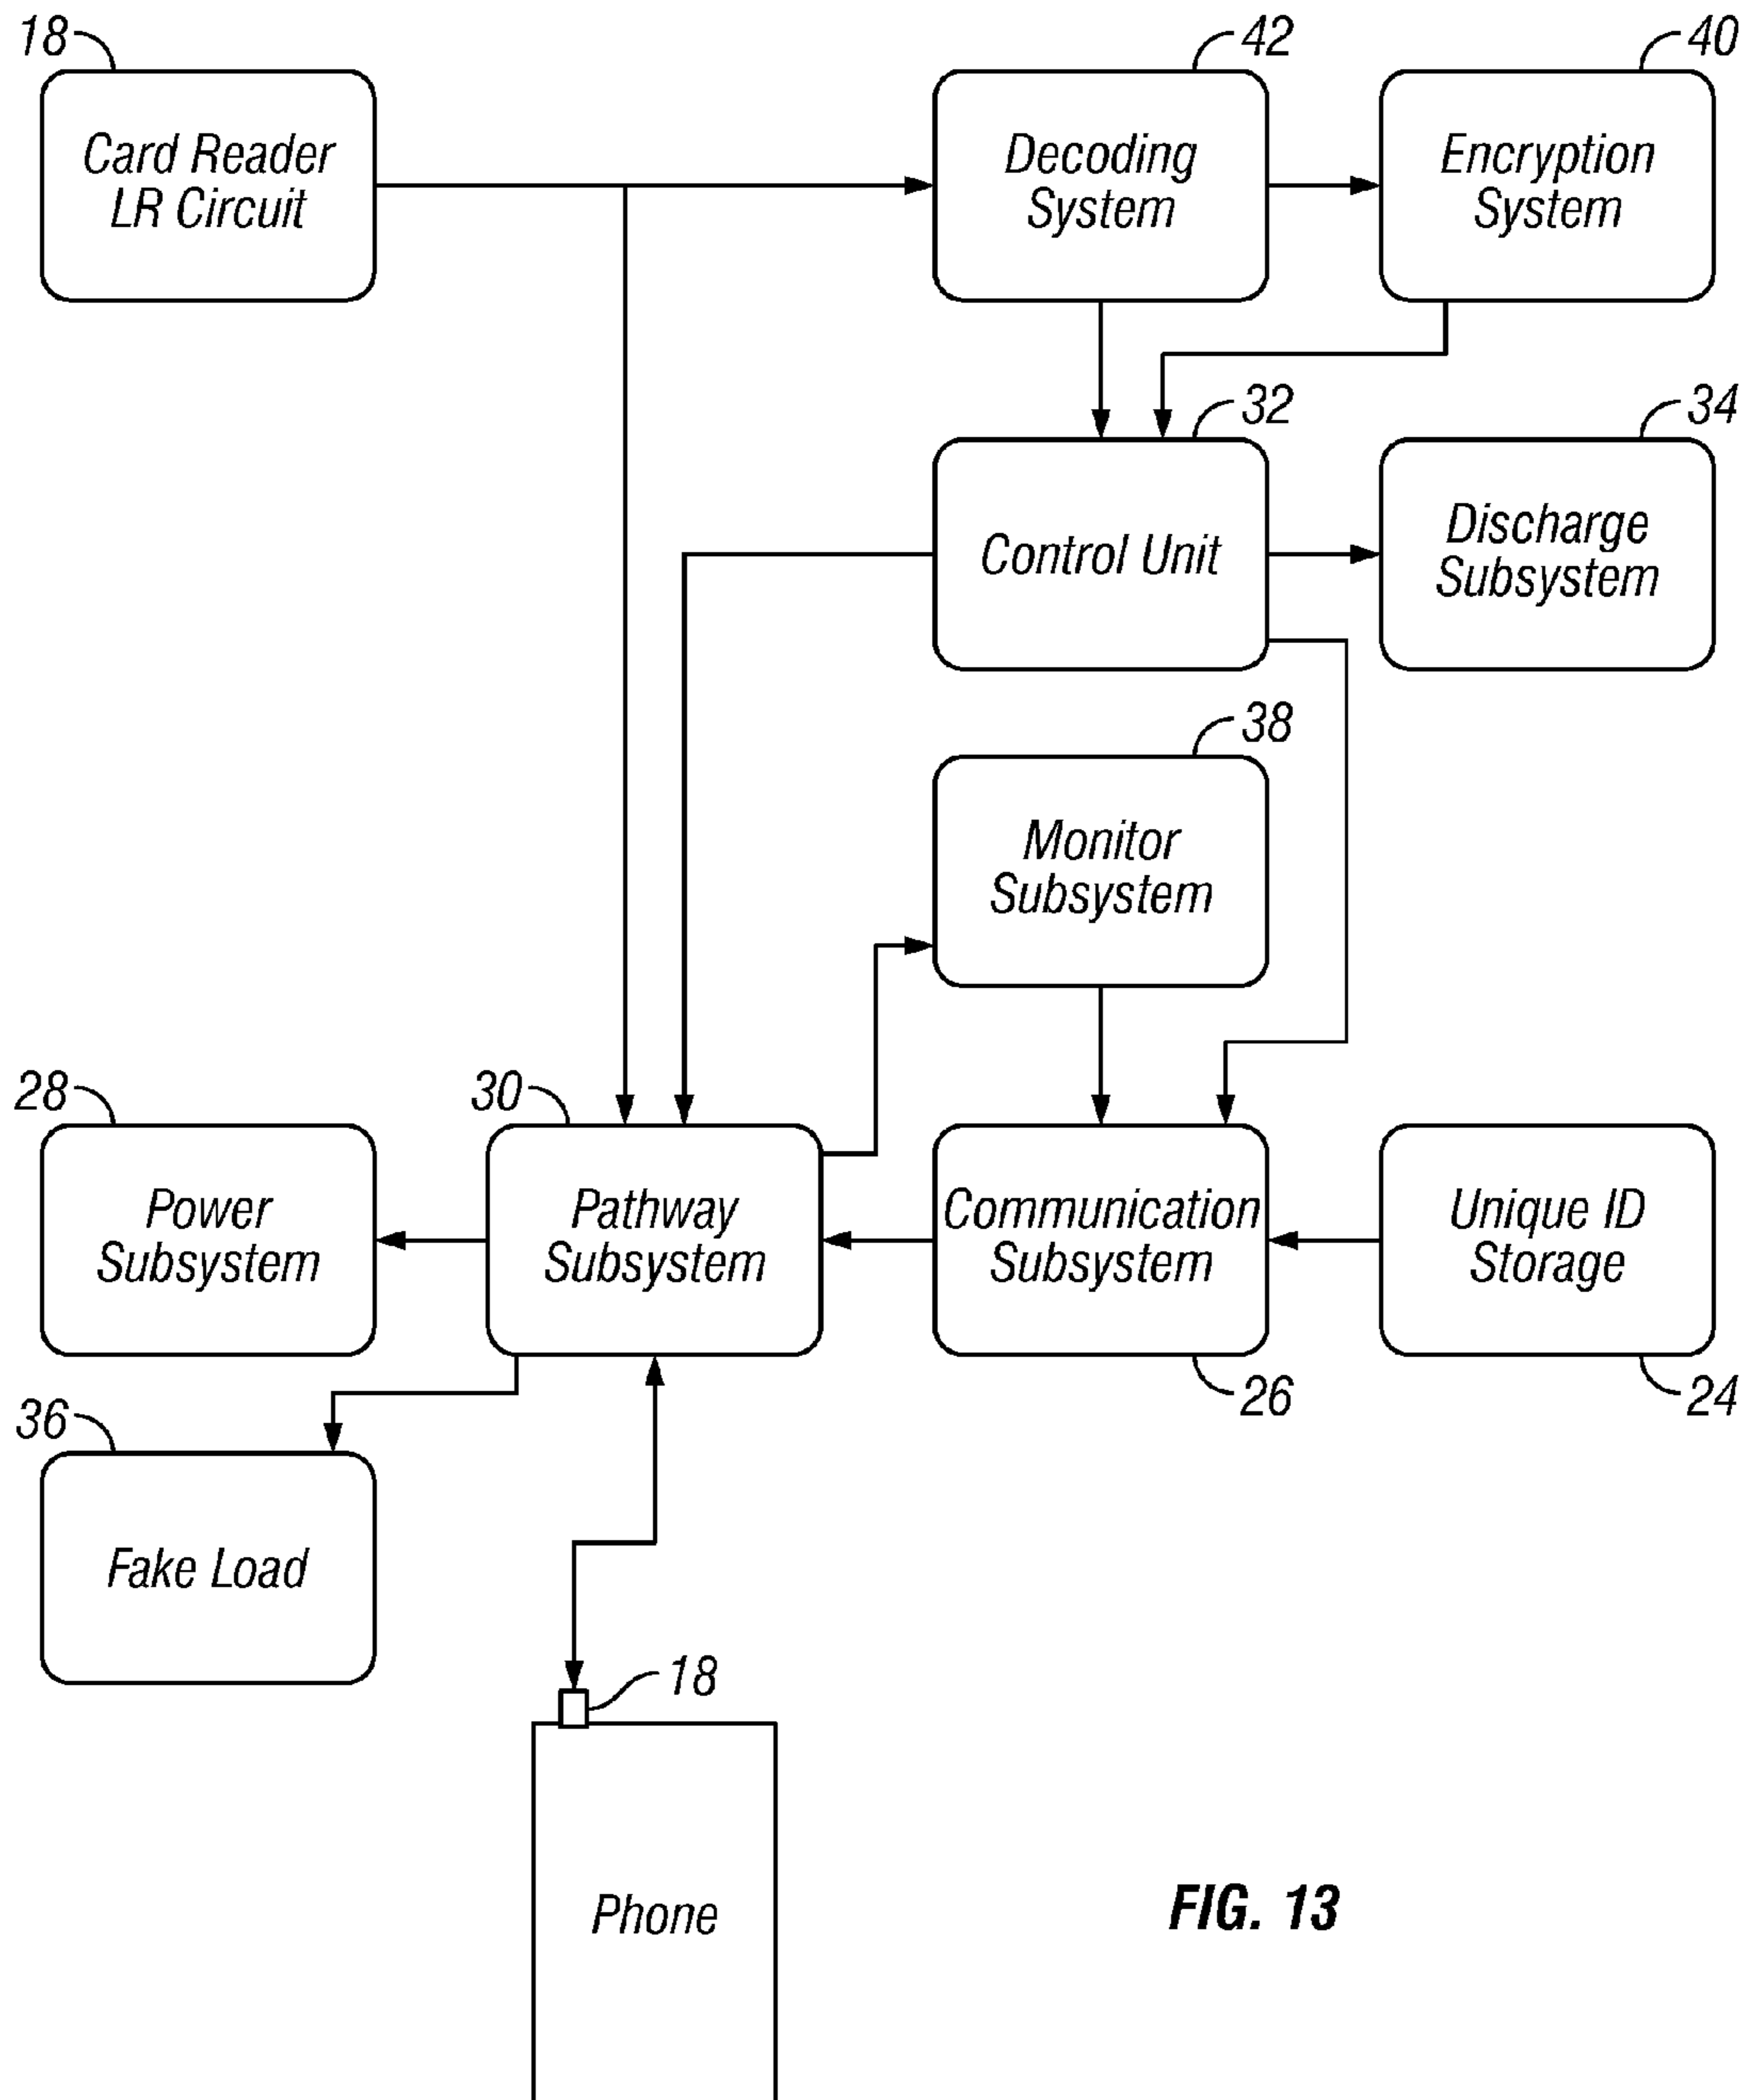 18
42
40
Card Reader
LR Circuit
Decoding
System
Encryption
System
32
34
Control Unit
Discharge
Subsystem
38
Monitor
Subsystem
28
30
Power
Subsystem
Pathway
Subsystem
Communication
Subsystem
Unique ID
Storage
36
26
24
Fake Load
18
Phone
FIG. 13